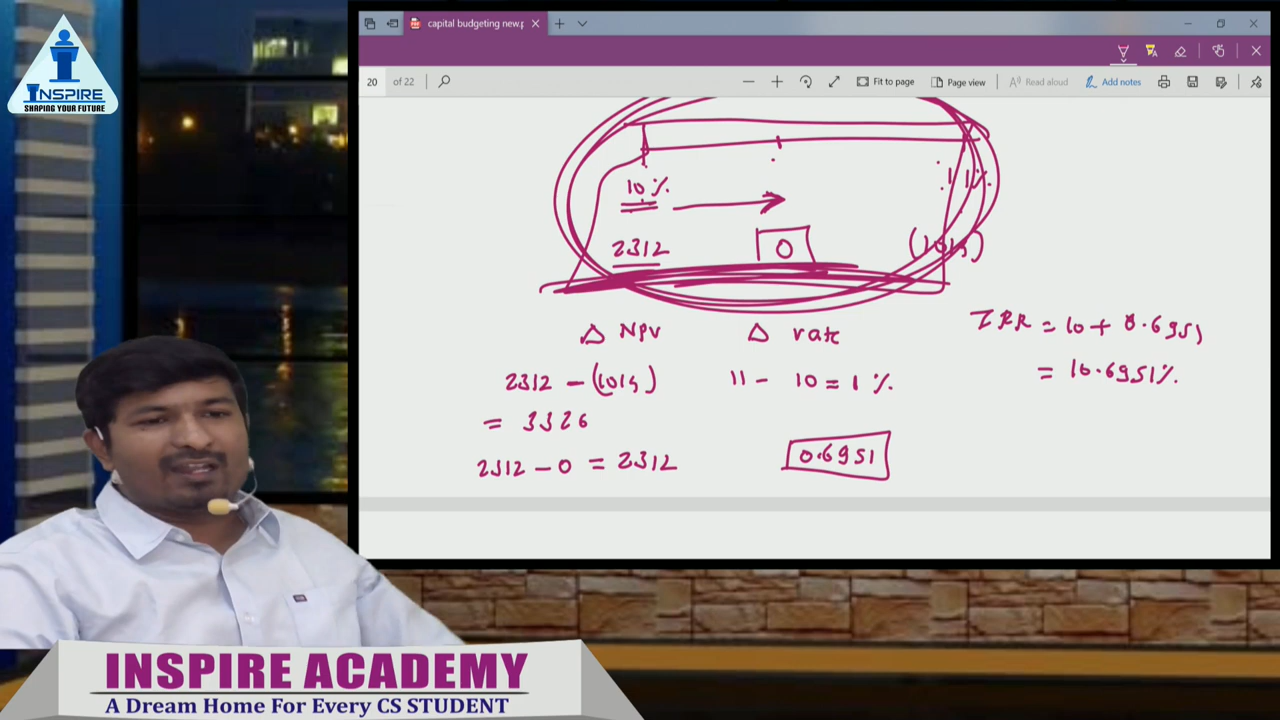 INSPIRE
SHAPING YOUR FUTURE
capital budgeting new.p
20 of 22
Fit to page
Page view
Read aloud
Add notes
10% 11%
2312 0
Δ NPV Δ rate
2312 - (1014) 11 - 10 = 1 %
= 3326
2312 - 0 = 2312 0.6951
IRR = 10 + 0.6951
= 10.6951%
INSPIRE ACADEMY
A Dream Home For Every CS STUDENT